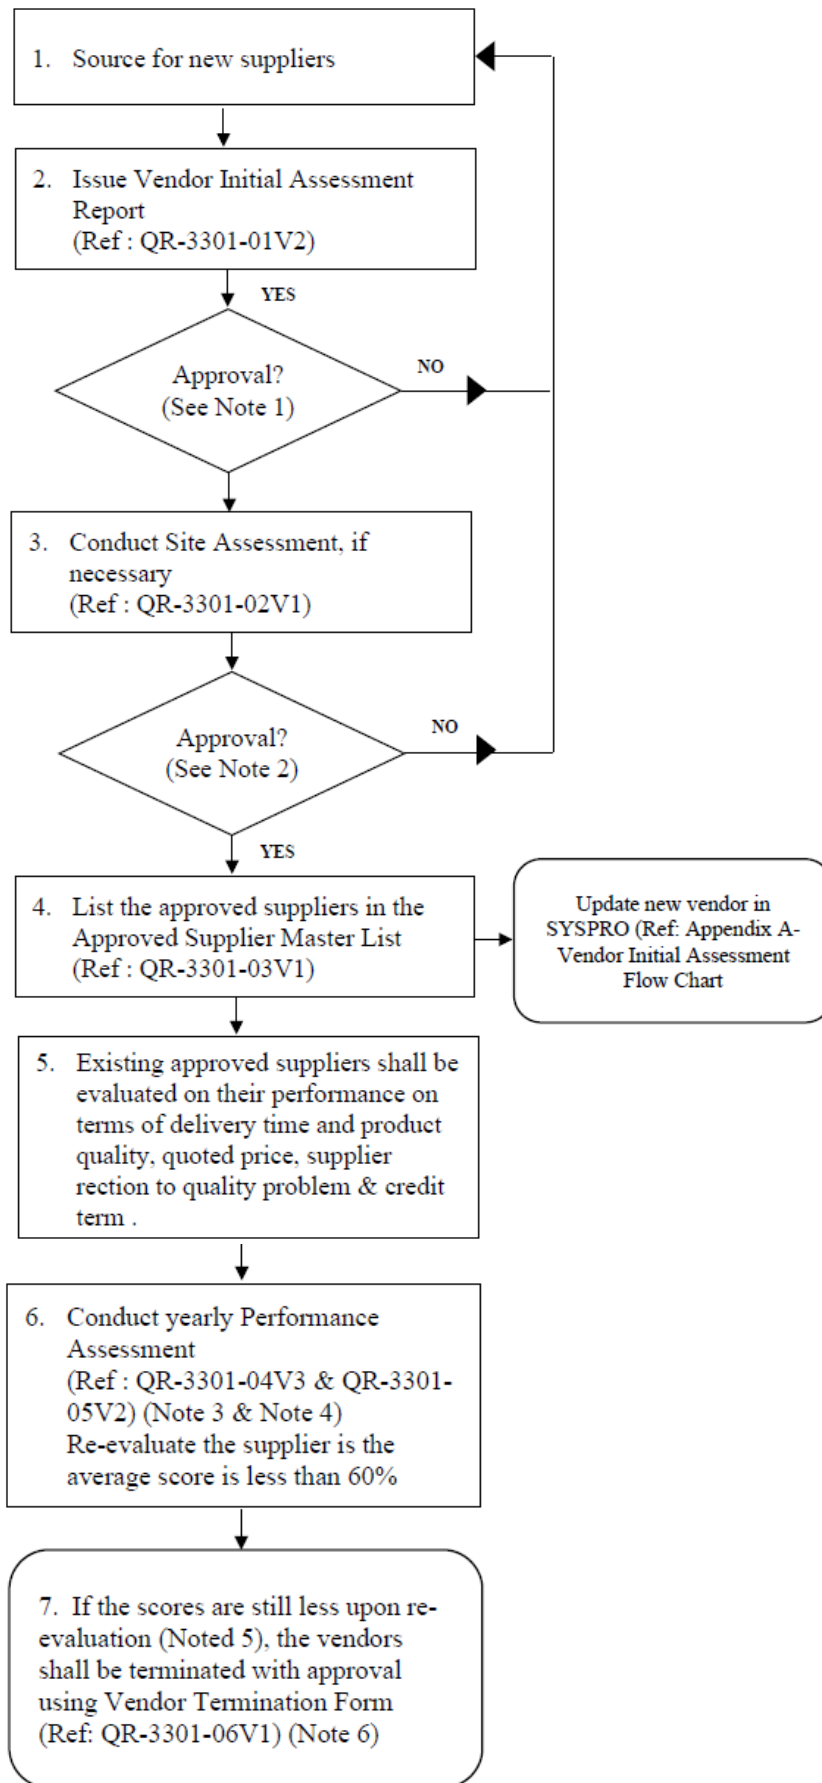 1. Source for new suppliers
2. Issue Vendor Initial Assessment
Report
(Ref : QR-3301-01V2)
YES
Approval?
(See Note 1)
NO
3. Conduct Site Assessment, if
necessary
(Ref : QR-3301-02V1)
Approval?
(See Note 2)
NO
YES
4. List the approved suppliers in the
Approved Supplier Master List
(Ref : QR-3301-03V1)
Update new vendor in
SYSPRO (Ref: Appendix A-
Vendor Initial Assessment
Flow Chart
5. Existing approved suppliers shall be
evaluated on their performance on
terms of delivery time and product
quality, quoted price, supplier
rection to quality problem & credit
term .
6. Conduct yearly Performance
Assessment
(Ref : QR-3301-04V3 & QR-3301-
05V2) (Note 3 & Note 4)
Re-evaluate the supplier is the
average score is less than 60%
7. If the scores are still less upon re-
evaluation (Noted 5), the vendors
shall be terminated with approval
using Vendor Termination Form
(Ref: QR-3301-06V1) (Note 6)